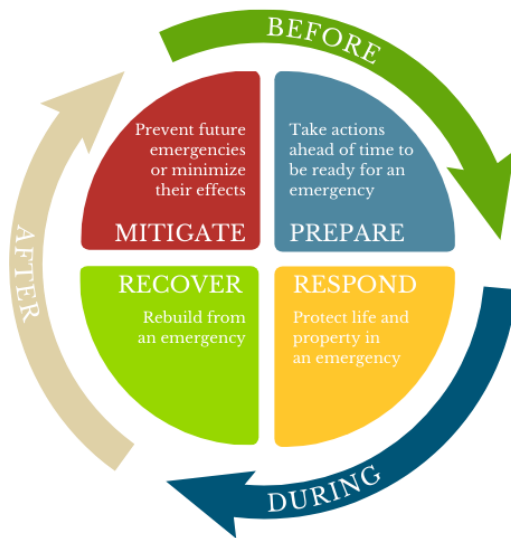 BEFORE
Prevent future
emergencies
or minimize
their effects
MITIGATE
Take actions
ahead of time to
be ready for an
emergency
PREPARE
AFTER
RECOVER
Rebuild from
an emergency
RESPOND
Protect life and
property in
an emergency
DURING